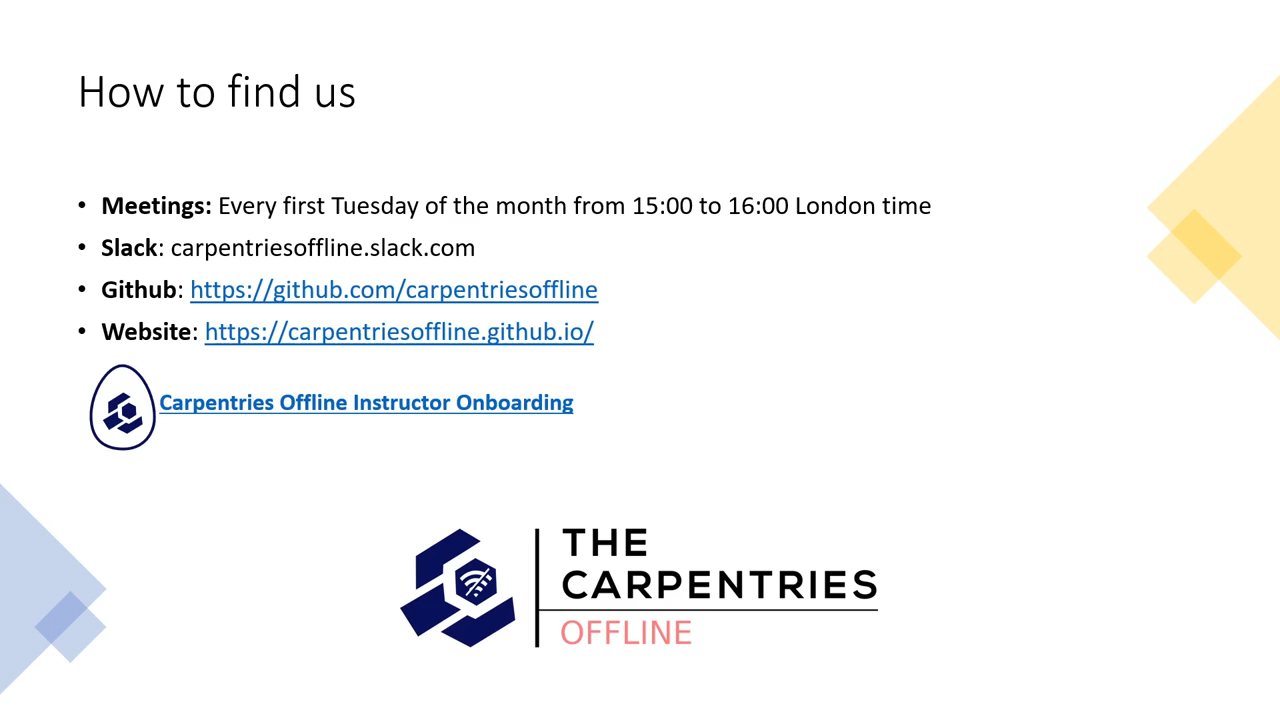 How to find us
• Meetings: Every first Tuesday of the month from 15:00 to 16:00 London time
• Slack: carpentriesoffline.slack.com
• Github: https://github.com/carpentriesoffline
• Website: https://carpentriesoffline.github.io/
Carpentries Offline Instructor Onboarding
THE
CARPENTRIES
OFFLINE